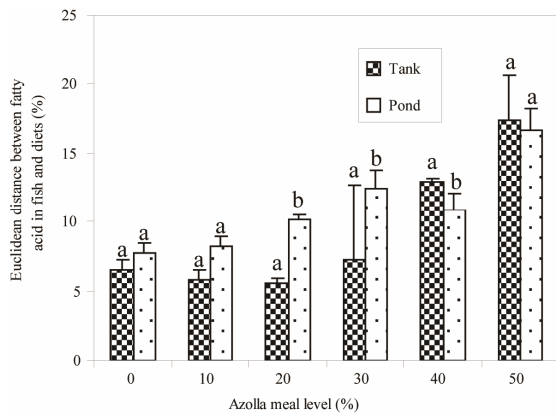 Euclidean distance between fatty
acid in fish and diets (%)
25
20
15
10
5
0
Tank
Pond
a
a
a
a
a
b
a
b
a
b
a
a
0
10
20
30
40
50
Azolla meal level (%)